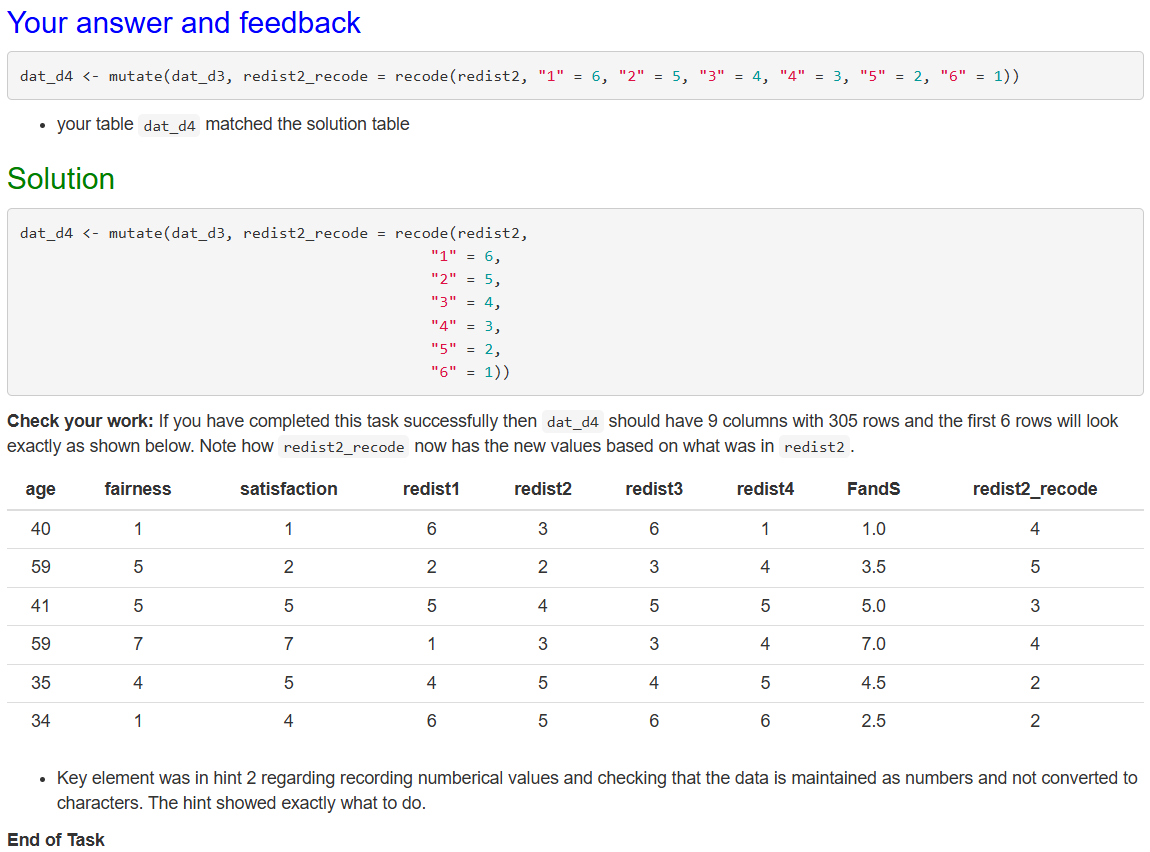 Your answer and feedback
dat_d4 <- mutate(dat_d3, redist2_recode = recode(redist2, "1" = 6, "2" = 5, "3" = 4, "4" = 3, "5" = 2, "6" = 1))
• your table dat_d4 matched the solution table
Solution
dat_d4 <- mutate(dat_d3, redist2_recode = recode(redist2,
"1" = 6,
"2" = 5,
"3" = 4,
"4" = 3,
"5" = 2,
"6" = 1))
Check your work: If you have completed this task successfully then dat_d4 should have 9 columns with 305 rows and the first 6 rows will look
exactly as shown below. Note how redist2_recode now has the new values based on what was in redist2 .
age fairness satisfaction redist1 redist2 redist3 redist4 FandS redist2_recode
40 1 1 6 3 6 1 1.0 4
59 5 2 2 2 3 4 3.5 5
41 5 5 5 4 5 5 5.0 3
59 7 7 1 3 3 4 7.0 4
35 4 5 4 5 4 5 4.5 2
34 1 4 6 5 6 6 2.5 2
• Key element was in hint 2 regarding recording numberical values and checking that the data is maintained as numbers and not converted to
characters. The hint showed exactly what to do.
End of Task